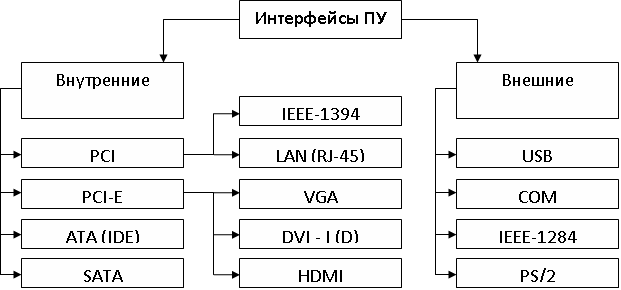 Интерфейсы ПУ
Внутренние
Внешние
IEEE-1394
PCI
LAN (RJ-45)
USB
PCI-E
VGA
COM
ATA (IDE)
DVI - I (D)
IEEE-1284
SATA
HDMI
PS/2